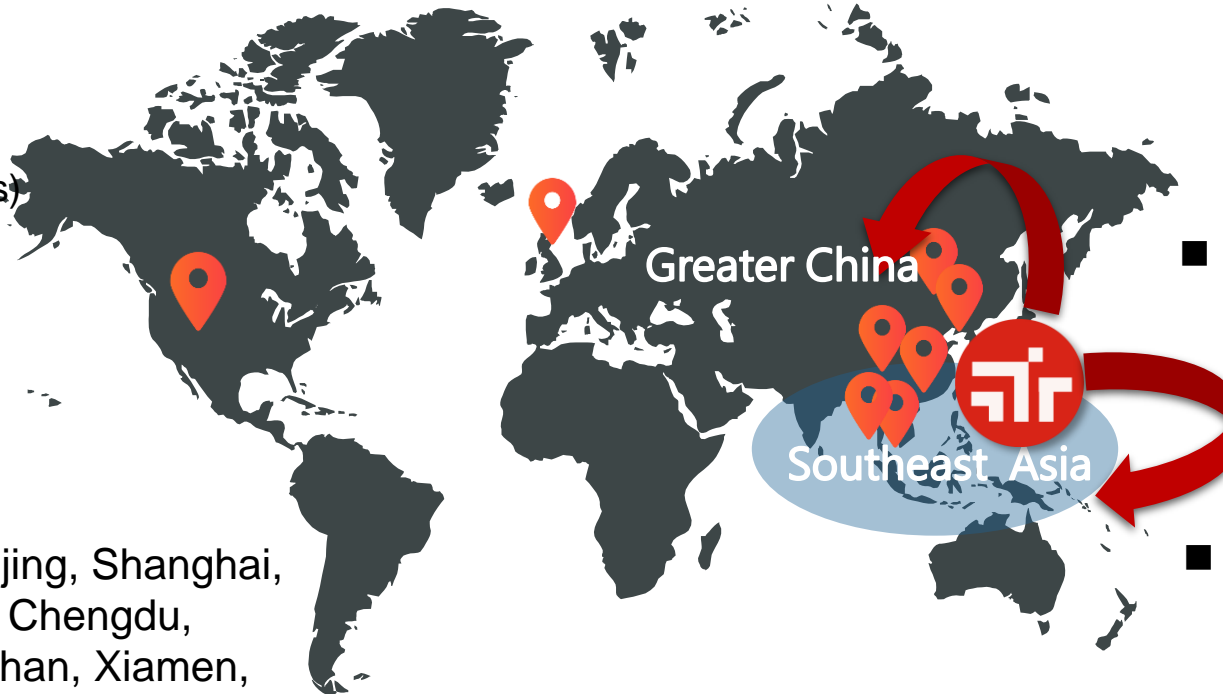 s)
Greater China
Southeast Asia
jing, Shanghai,
Chengdu,
han, Xiamen,